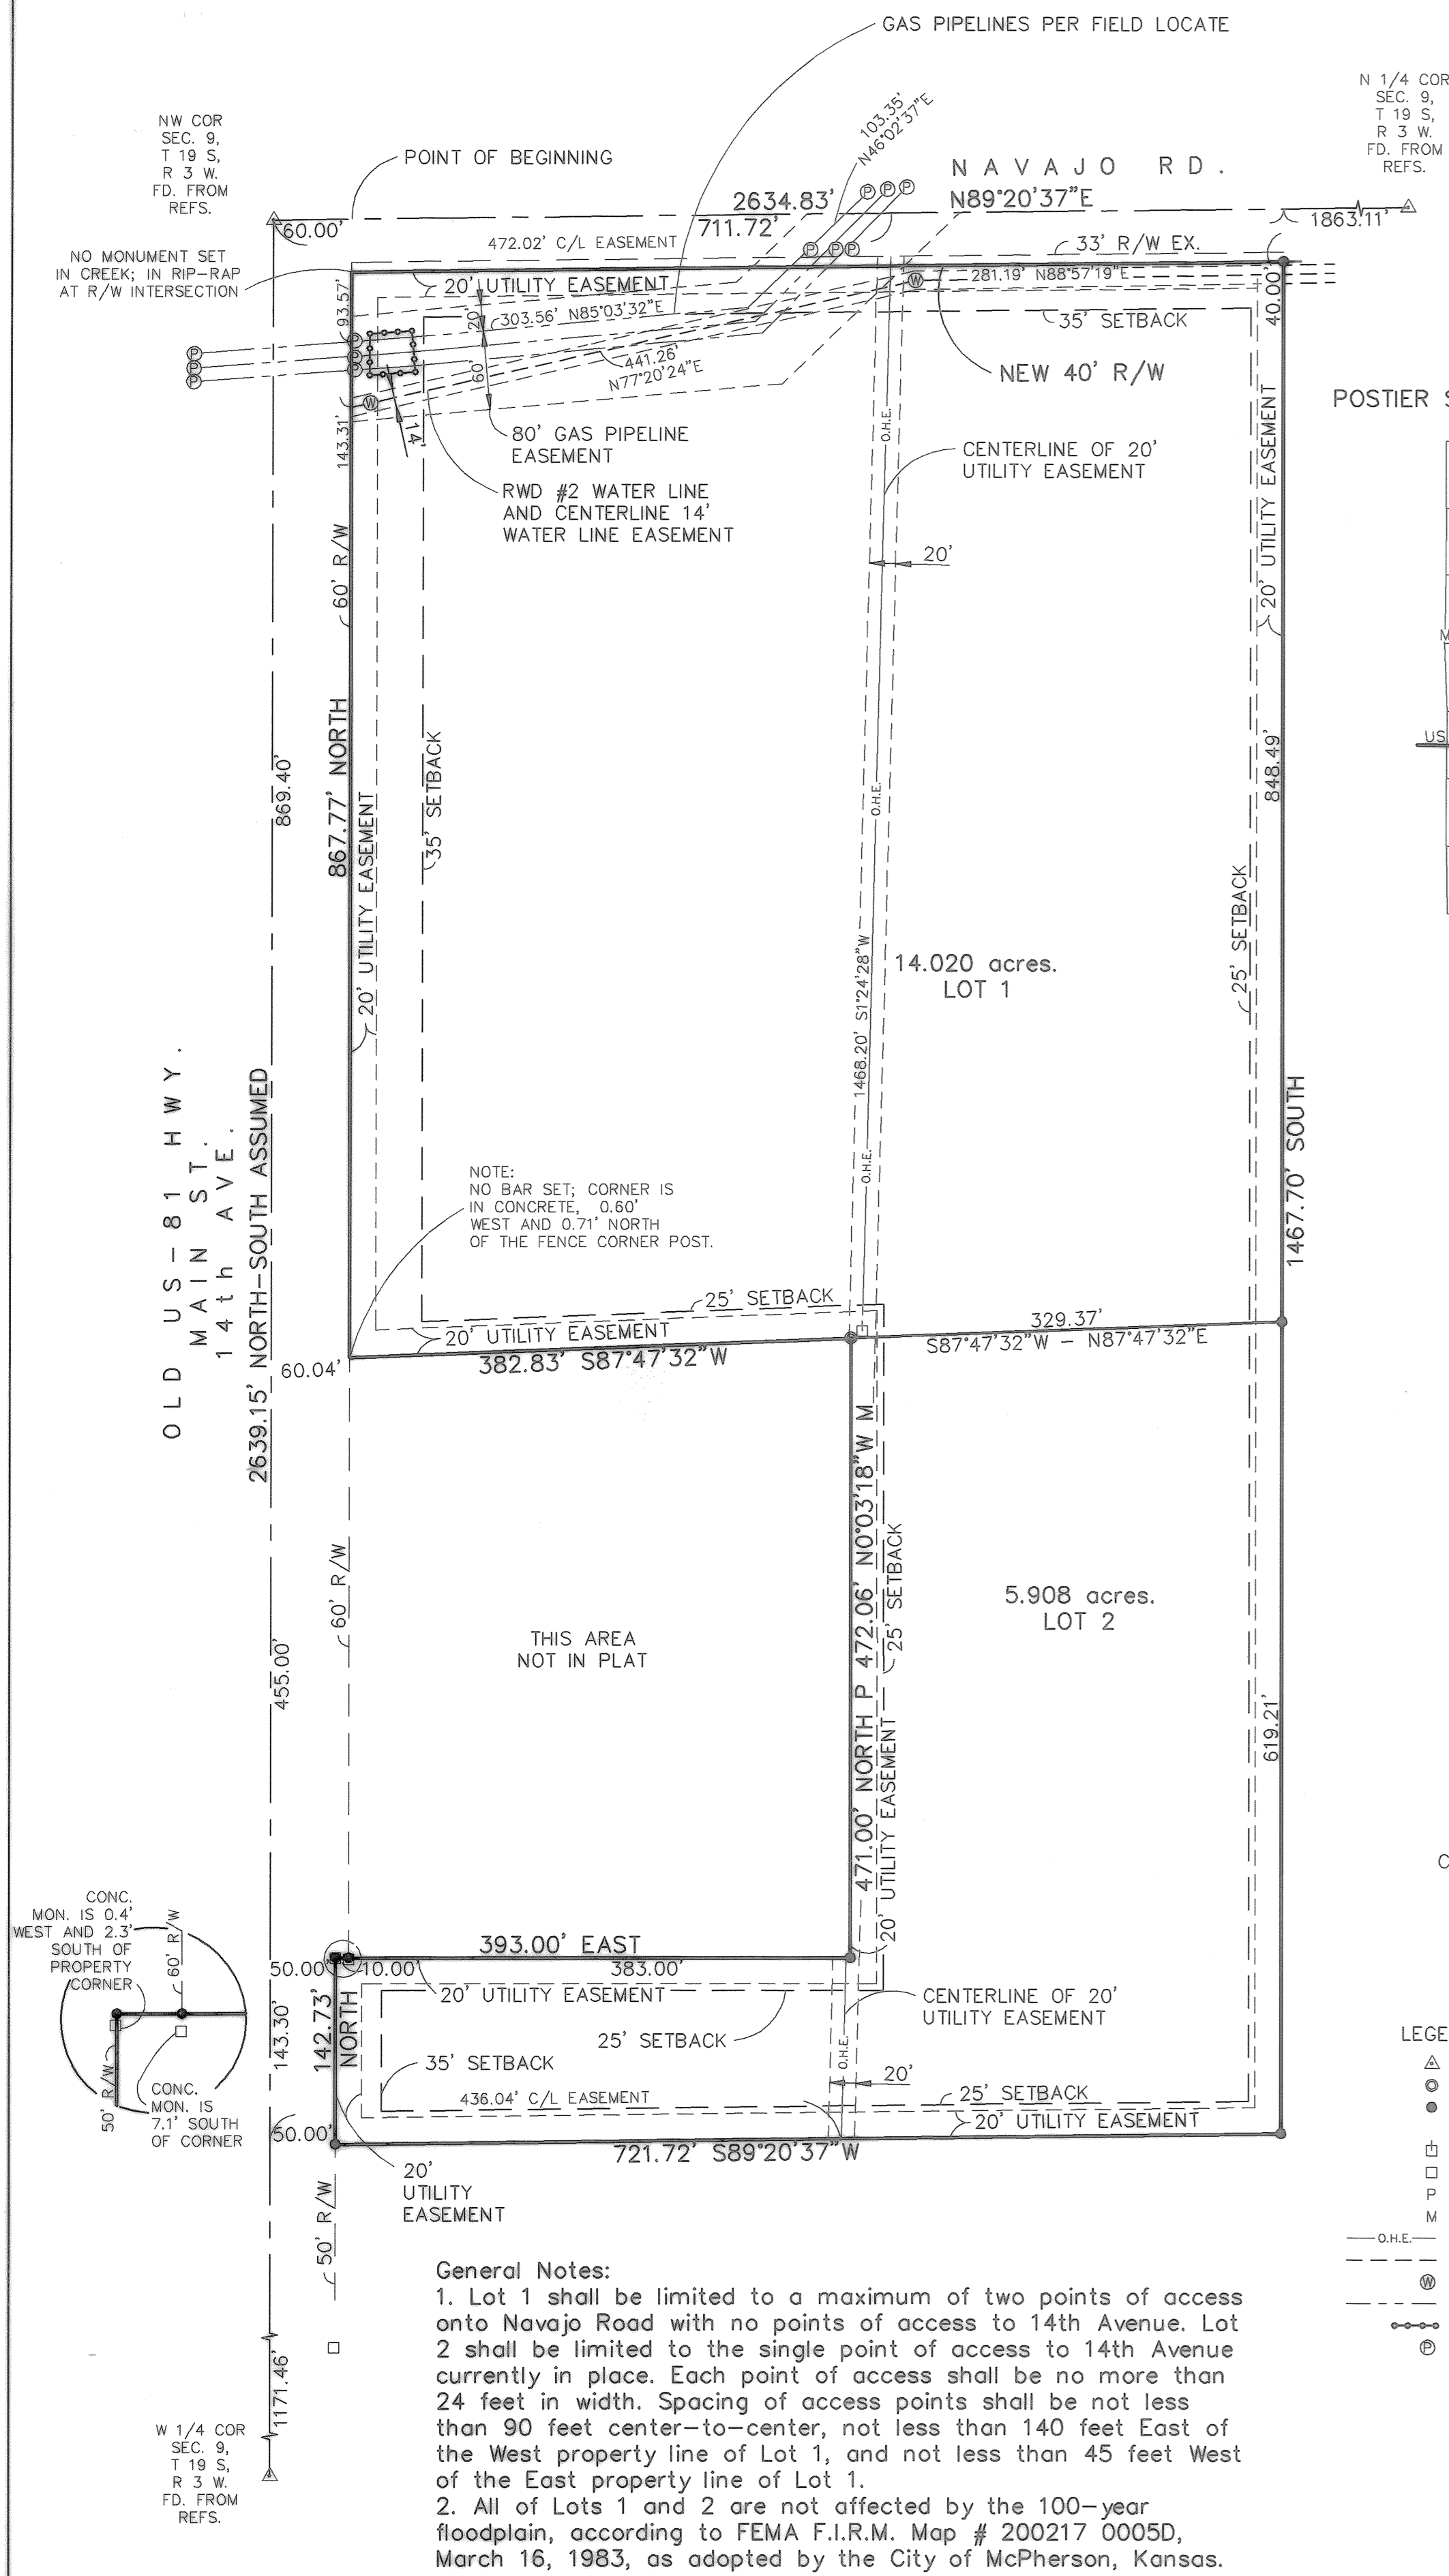 GAS PIPELINES PER FIELD LOCATE
N 1/4 COR
SEC. 9,
T 19 S,
R 3 W.
FD. FROM
REFS.
NW COR
SEC. 9,
T 19 S,
R 3 W.
FD. FROM
REFS.
POINT OF BEGINNING
103.35'
N46°02'37"E
NAVAJO RD.
2634.83'
N89°20'37"E
60.00'
711.72'
1863.11'
472.02' C/L EASEMENT
33' R/W EX.
NO MONUMENT SET
IN CREEK; IN RIP-RAP
AT R/W INTERSECTION
20' UTILITY EASEMENT
281.19' N88°57'19"E
93.57'
20'
303.56' N85°03'32"E
40.00'
35' SETBACK
P
P
P
P
P
P
P
P
P
P
P
P
W
W
441.26'
N77°20'24"E
60'
NEW 40' R/W
POSTIER S
14'
143.31'
80' GAS PIPELINE
EASEMENT
O.H.E.
CENTERLINE OF 20'
UTILITY EASEMENT
20' UTILITY EASEMENT
RWD #2 WATER LINE
AND CENTERLINE 14'
WATER LINE EASEMENT
20'
60' R/W
M
867.77' NORTH
869.40'
35' SETBACK
20' UTILITY EASEMENT
O.H.E.
848.49'
US
25' SETBACK
1468.20' S1°24'28"W
14.020 acres.
LOT 1
OLD US-81 HWY.
MAIN ST.
14th AVE.
2639.15' NORTH-SOUTH ASSUMED
1467.70' SOUTH
O.H.E.
NOTE:
NO BAR SET; CORNER IS
IN CONCRETE, 0.60'
WEST AND 0.71' NORTH
OF THE FENCE CORNER POST.
25' SETBACK
20' UTILITY EASEMENT
329.37'
S87°47'32"W - N87°47'32"E
60.04'
382.83' S87°47'32"W
471.00' NORTH P 472.06' N0°03'18"W M
60' R/W
25' SETBACK
5.908 acres.
LOT 2
THIS AREA
NOT IN PLAT
455.00'
619.21'
20' UTILITY EASEMENT
C
CONC.
MON. IS 0.4'
WEST AND 2.3'
SOUTH OF
PROPERTY
CORNER
60' R/W
393.00' EAST
50.00'
10.00'
383.00'
20' UTILITY EASEMENT
CENTERLINE OF 20'
UTILITY EASEMENT
143.30'
142.73'
NORTH
25' SETBACK
O.H.E.
35' SETBACK
20'
LEGE
436.04' C/L EASEMENT
25' SETBACK
20' UTILITY EASEMENT
50' R/W
CONC.
MON. IS
7.1' SOUTH
OF CORNER
50.00'
721.72' S89°20'37"W
20'
UTILITY
EASEMENT
50' R/W
P
M
O.H.E.
W
P
General Notes:
1. Lot 1 shall be limited to a maximum of two points of access
onto Navajo Road with no points of access to 14th Avenue. Lot
2 shall be limited to the single point of access to 14th Avenue
currently in place. Each point of access shall be no more than
24 feet in width. Spacing of access points shall be not less
than 90 feet center-to-center, not less than 140 feet East of
the West property line of Lot 1, and not less than 45 feet West
of the East property line of Lot 1.
2. All of Lots 1 and 2 are not affected by the 100-year
floodplain, according to FEMA F.I.R.M. Map # 200217 0005D,
March 16, 1983, as adopted by the City of McPherson, Kansas.
1171.46'
W 1/4 COR
SEC. 9,
T 19 S,
R 3 W.
FD. FROM
REFS.